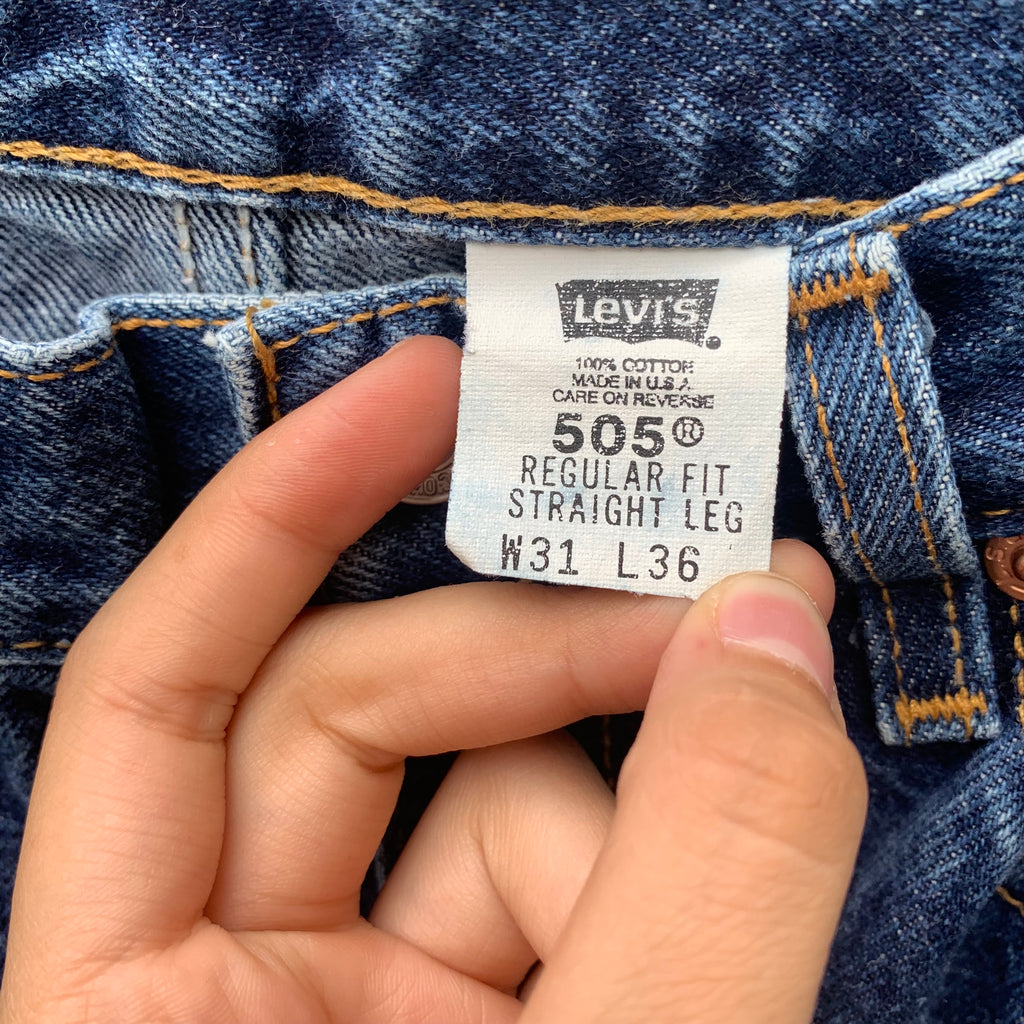 Levi's
100% COTTON
MADE IN U.S.A.
CARE ON REVERSE
505®
REGULAR FIT
STRAIGHT LEG
W31 L36